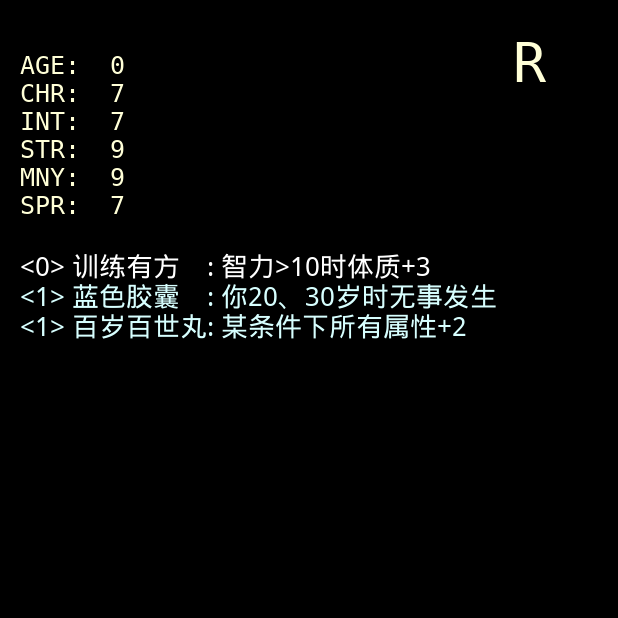 R
AGE: 0
CHR: 7
INT: 7
STR: 9
MNY: 9
SPR: 7
<0> 训练有方 : 智力>10时体质+3
<1> 蓝色胶囊 : 你20、30岁时无事发生
<1> 百岁百世丸: 某条件下所有属性+2